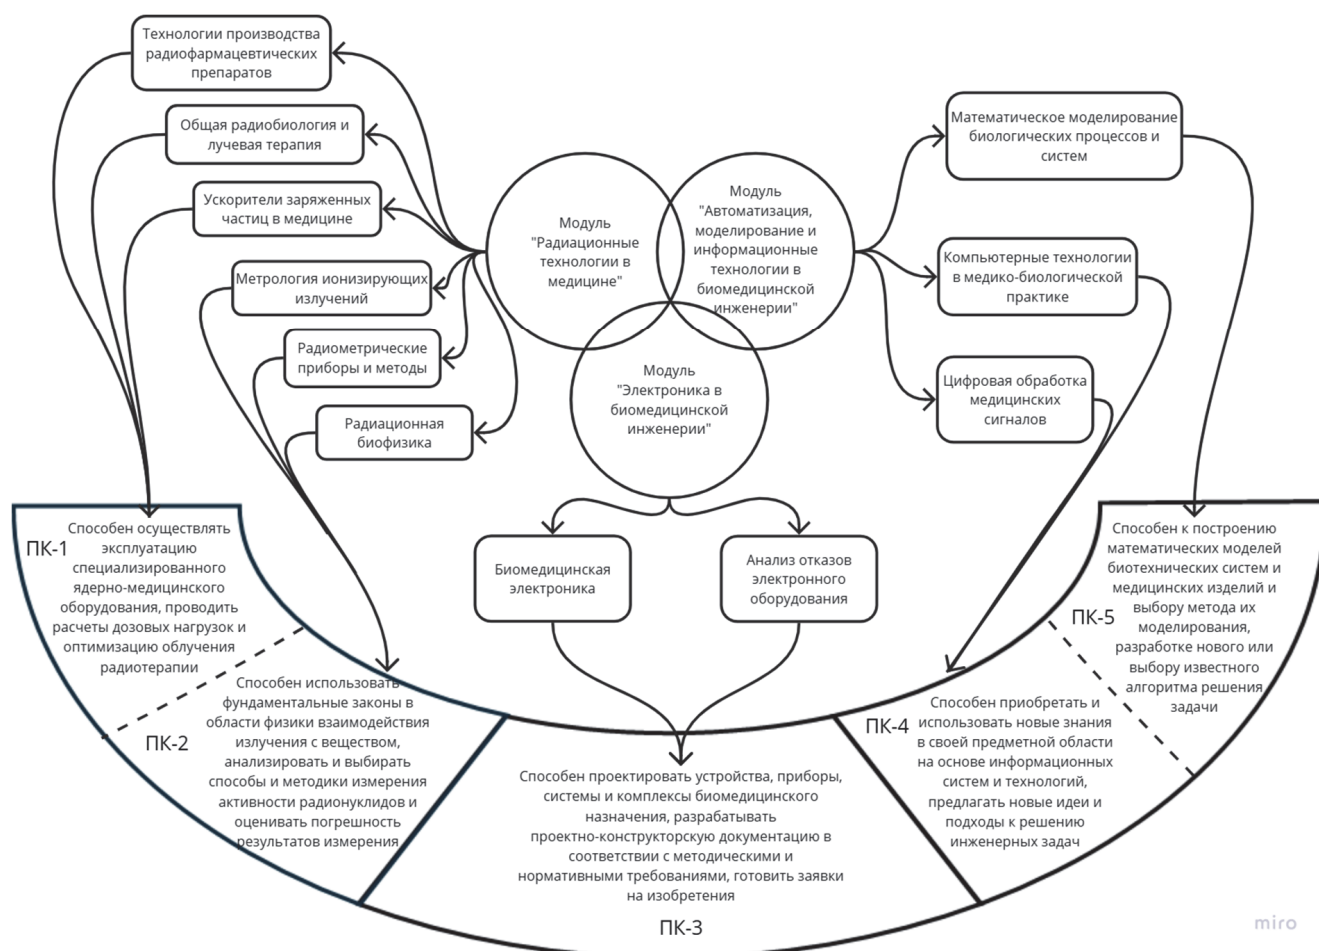 Технологии производства
радиофармацевтических
препаратов
Общая радиобиология и
лучевая терапия
Ускорители заряженных
частиц в медицине
Метрология ионизирующих
излучений
Радиометрические
приборы и методы
Радиационная
биофизика
Модуль
"Радиационные
технологии в
медицине"
Модуль
"Автоматизация,
моделирование и
информационные
технологии в
биомедицинской
инженерии"
Модуль
"Электроника в
биомедицинской
инженерии"
Математическое моделирование
биологических процессов и
систем
Компьютерные технологии
в медико-биологической
практике
Цифровая обработка
медицинских
сигналов
Биомедицинская
электроника
Анализ отказов
электронного
оборудования
ПК-1
Способен осуществлять
эксплуатацию
специализированного
ядерно-медицинского
оборудования, проводить
расчеты дозовых нагрузок и
оптимизацию облучения
радиотерапии
ПК-2
Способен использовать
фундаментальные законы в
области физики взаимодействия
излучения с веществом,
анализировать и выбирать
способы и методики измерения
активности радионуклидов и
оценивать погрешность
результатов измерения
Способен проектировать устройства, приборы,
системы и комплексы биомедицинского
назначения, разрабатывать
проектно-конструкторскую документацию в
соответствии с методическими и
нормативными требованиями, готовить заявки
на изобретения
ПК-3
ПК-4
Способен приобретать и
использовать новые знания
в своей предметной области
на основе информационных
систем и технологий,
предлагать новые идеи и
подходы к решению
инженерных задач
ПК-5
Способен к построению
математических моделей
биотехнических систем и
медицинских изделий и
выбору метода их
моделирования,
разработке нового или
выбору известного
алгоритма решения
задачи
miro